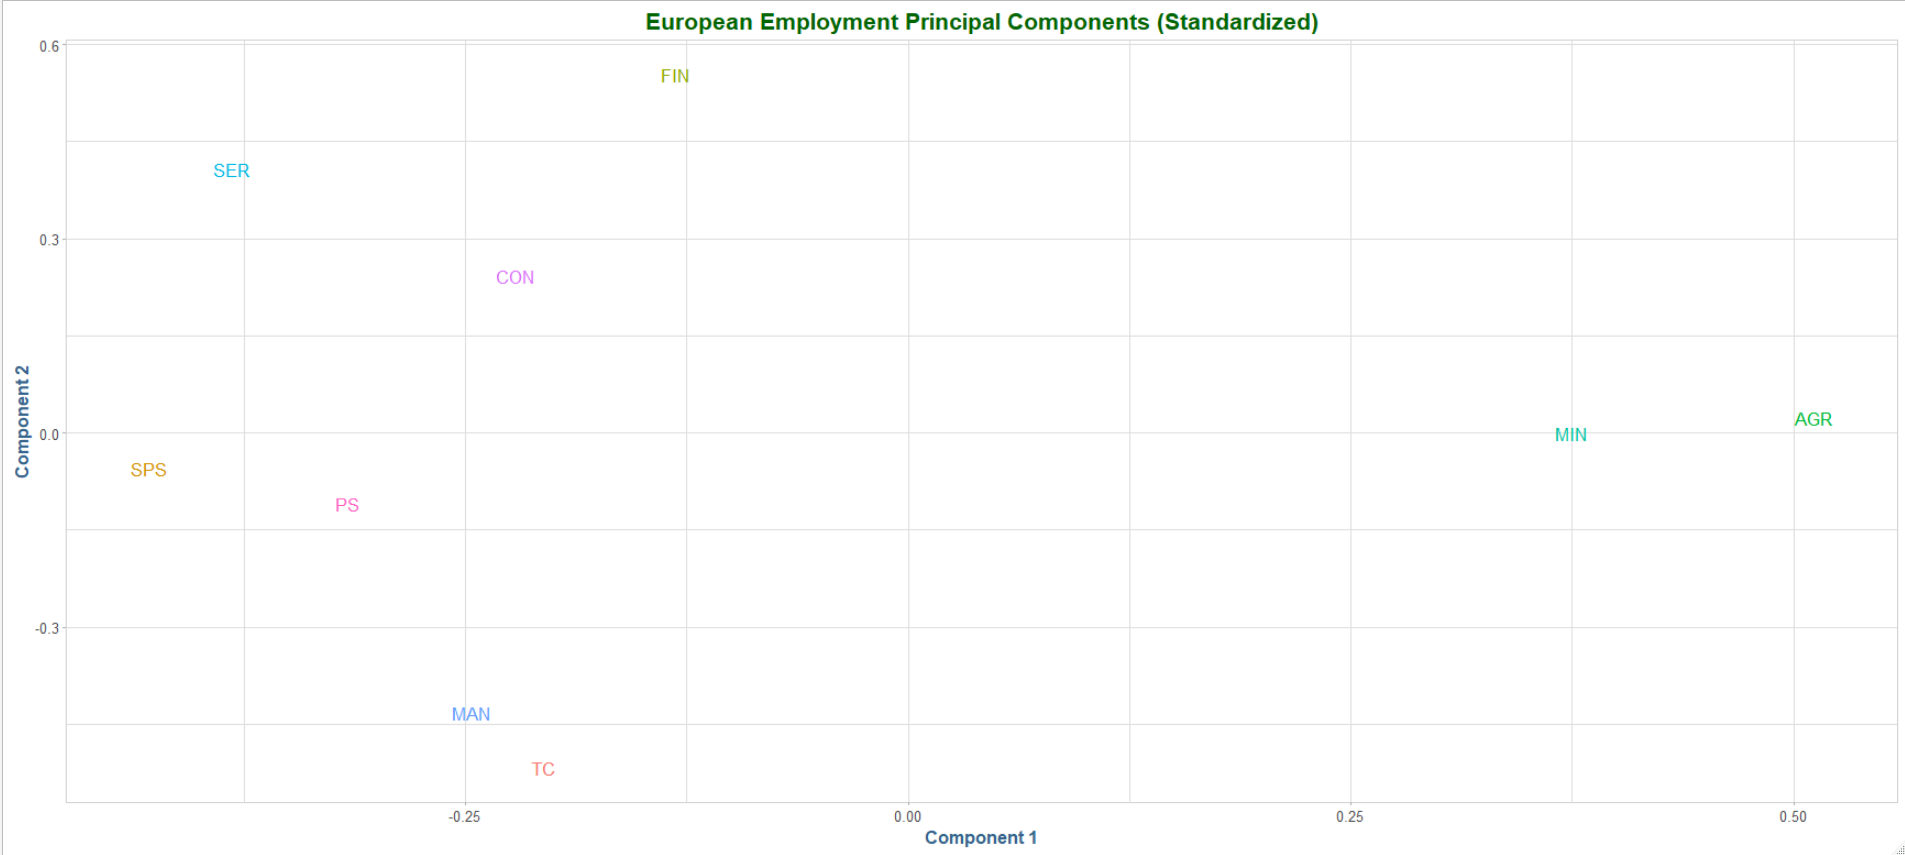 European Employment Principal Components (Standardized)
0.6
FIN
SER
0.3
CON
Component 2
0.0
AGR
MIN
SPS
PS
-0.3
MAN
TC
-0.25
0.00
0.25
0.50
Component 1